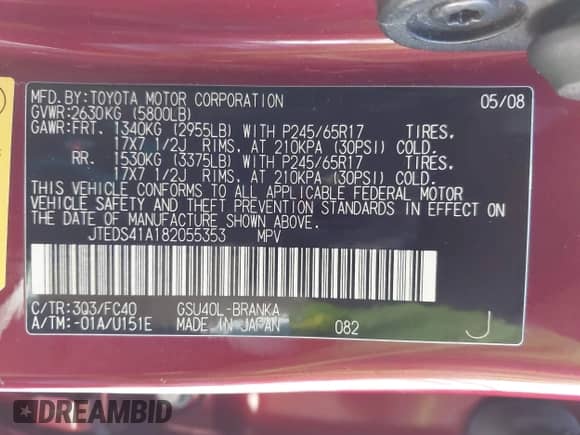 MFD.BY:TOYOTA MOTOR CORPORATION 05/08
GVWR:2630KG (5800LB)
GAWR:FRT. 1340KG (2955LB) WITH P245/65R17 TIRES,
17X7 1/2J RIMS, AT 210KPA (30PSI) COLD.
RR. 1530KG (3375LB) WITH P245/65R17 TIRES,
17X7 1/2J RIMS, AT 210KPA (30PSI) COLD.
THIS VEHICLE CONFORMS TO ALL APPLICABLE FEDERAL MOTOR
VEHICLE SAFETY AND THEFT PREVENTION STANDARDS IN EFFECT ON
THE DATE OF MANUFACTURE SHOWN ABOVE.
JTEDS41A182055353 MPV
C/TR:3Q3/FC40 GSU40L-BRANKA
A/TM:-01A/U151E MADE IN JAPAN 082 J
DREAMBID